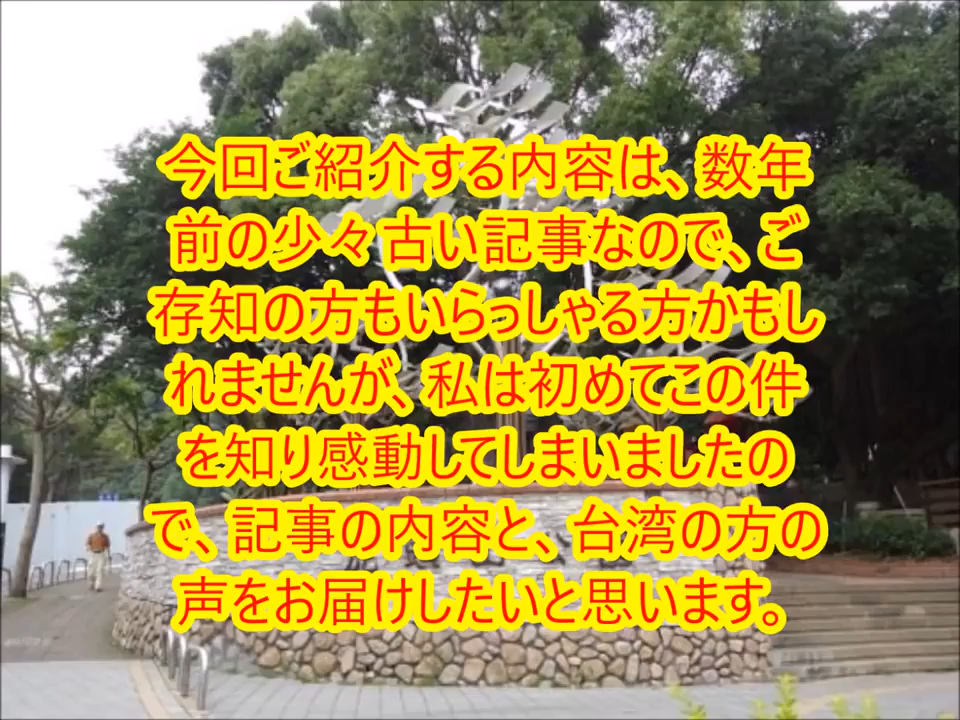 今回ご紹介する内容は、数年
前の少々古い記事なので、ご
存知の方もいらっしゃる方かもし
れませんが、私は初めてこの件
を知り感動してしまいましたの
で、記事の内容と、台湾の方の
声をお届けしたいと思います。